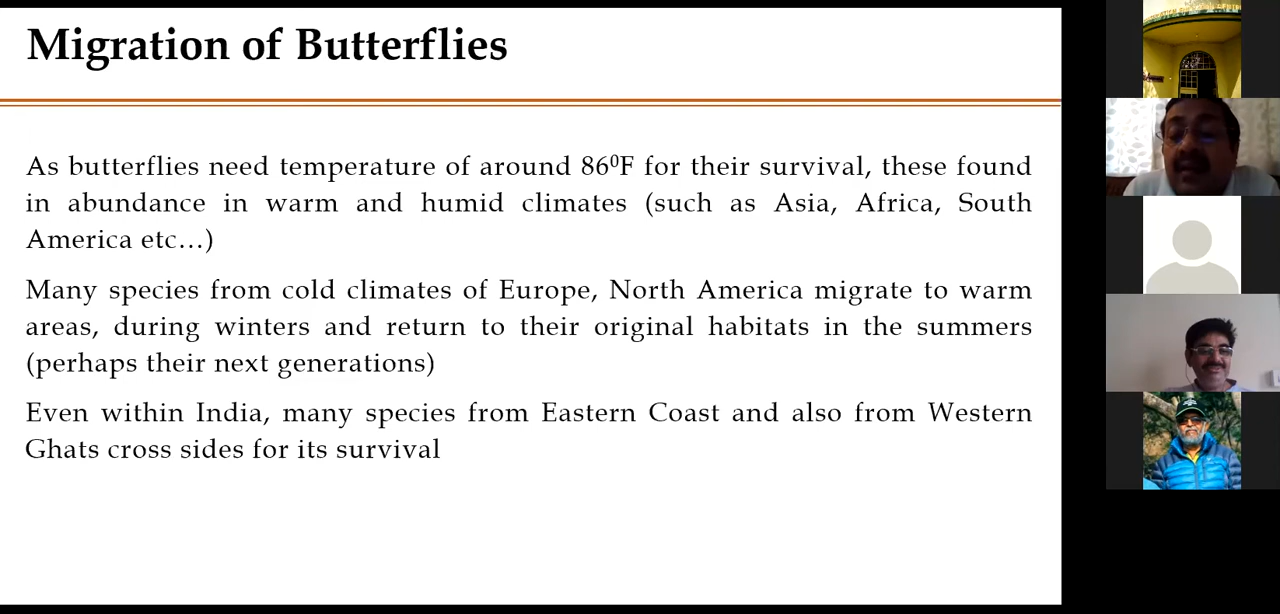 Migration of Butterflies
As butterflies need temperature of around 86⁰F for their survival, these found
in abundance in warm and humid climates (such as Asia, Africa, South
America etc…)
Many species from cold climates of Europe, North America migrate to warm
areas, during winters and return to their original habitats in the summers
(perhaps their next generations)
Even within India, many species from Eastern Coast and also from Western
Ghats cross sides for its survival